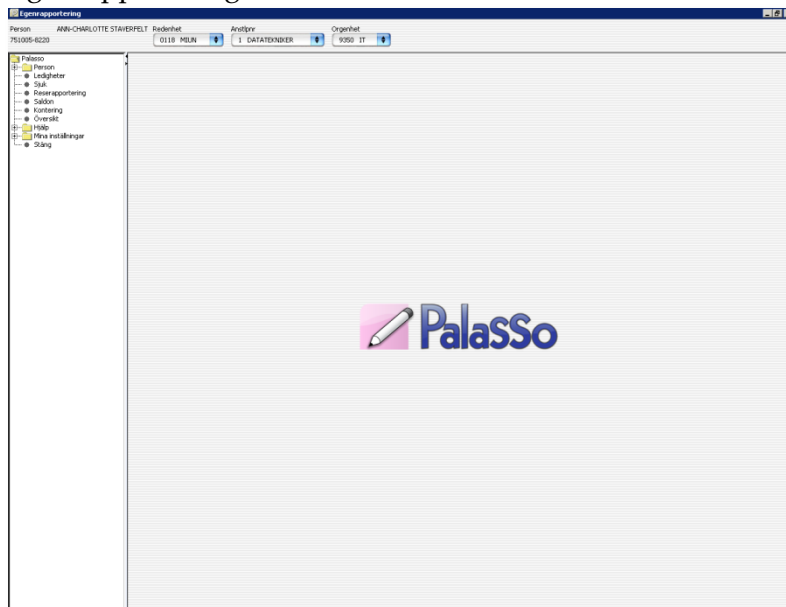 Egenrapportering
Person ANN-CHARLOTTE STAVERFELT Redenhet Anstlpnr Orgenhet
751005-6220 0118 MIUN 1 DATATEKNIKER 9350 IT
Palasso
Person
Ledigheter
Sjuk
Reserapportering
Saldon
Kontering
Översikt
Hjälp
Mina inställningar
Stäng
PalasSo